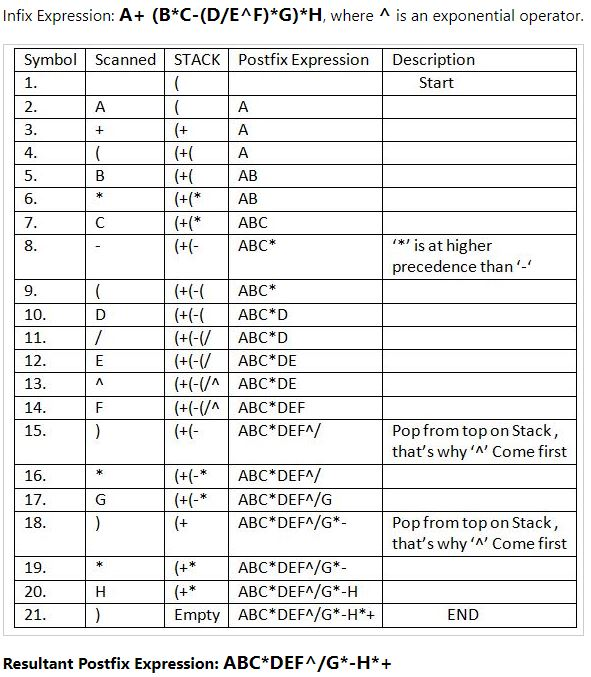 Infix Expression: A+ (B*C-(D/E^F)*G)*H, where ^ is an exponential operator.
Symbol Scanned STACK Postfix Expression Description
1. ( Start
2. A ( A
3. + (+ A
4. ( (+( A
5. B (+( AB
6. * (+(* AB
7. C (+(* ABC
8. - (+(- ABC* ‘*’ is at higher
precedence than ‘-‘
9. ( (+(-( ABC*
10. D (+(-( ABC*D
11. / (+(-(/ ABC*D
12. E (+(-(/ ABC*DE
13. ^ (+(-(/^ ABC*DE
14. F (+(-(/^ ABC*DEF
15. ) (+(- ABC*DEF^/ Pop from top on Stack ,
that’s why ‘^’ Come first
16. * (+(-* ABC*DEF^/
17. G (+(-* ABC*DEF^/G
18. ) (+ ABC*DEF^/G*- Pop from top on Stack ,
that’s why ‘^’ Come first
19. * (+* ABC*DEF^/G*-
20. H (+* ABC*DEF^/G*-H
21. ) Empty ABC*DEF^/G*-H*+ END
Resultant Postfix Expression: ABC*DEF^/G*-H*+